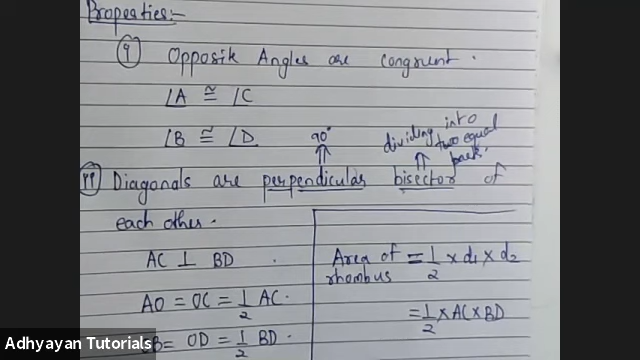 Properties:-
(i) Opposite Angles are congruent.
∠A ≅ ∠C
∠B ≅ ∠D
90°
dividing into
two equal
parts.
(ii) Diagonals are perpendicular bisector of
each other.
AC ⊥ BD.
AO = OC = 1/2 AC.
OB = OD = 1/2 BD.
Area of rhombus = 1/2 × d1 × d2
= 1/2 × AC × BD
Adhyayan Tutorials